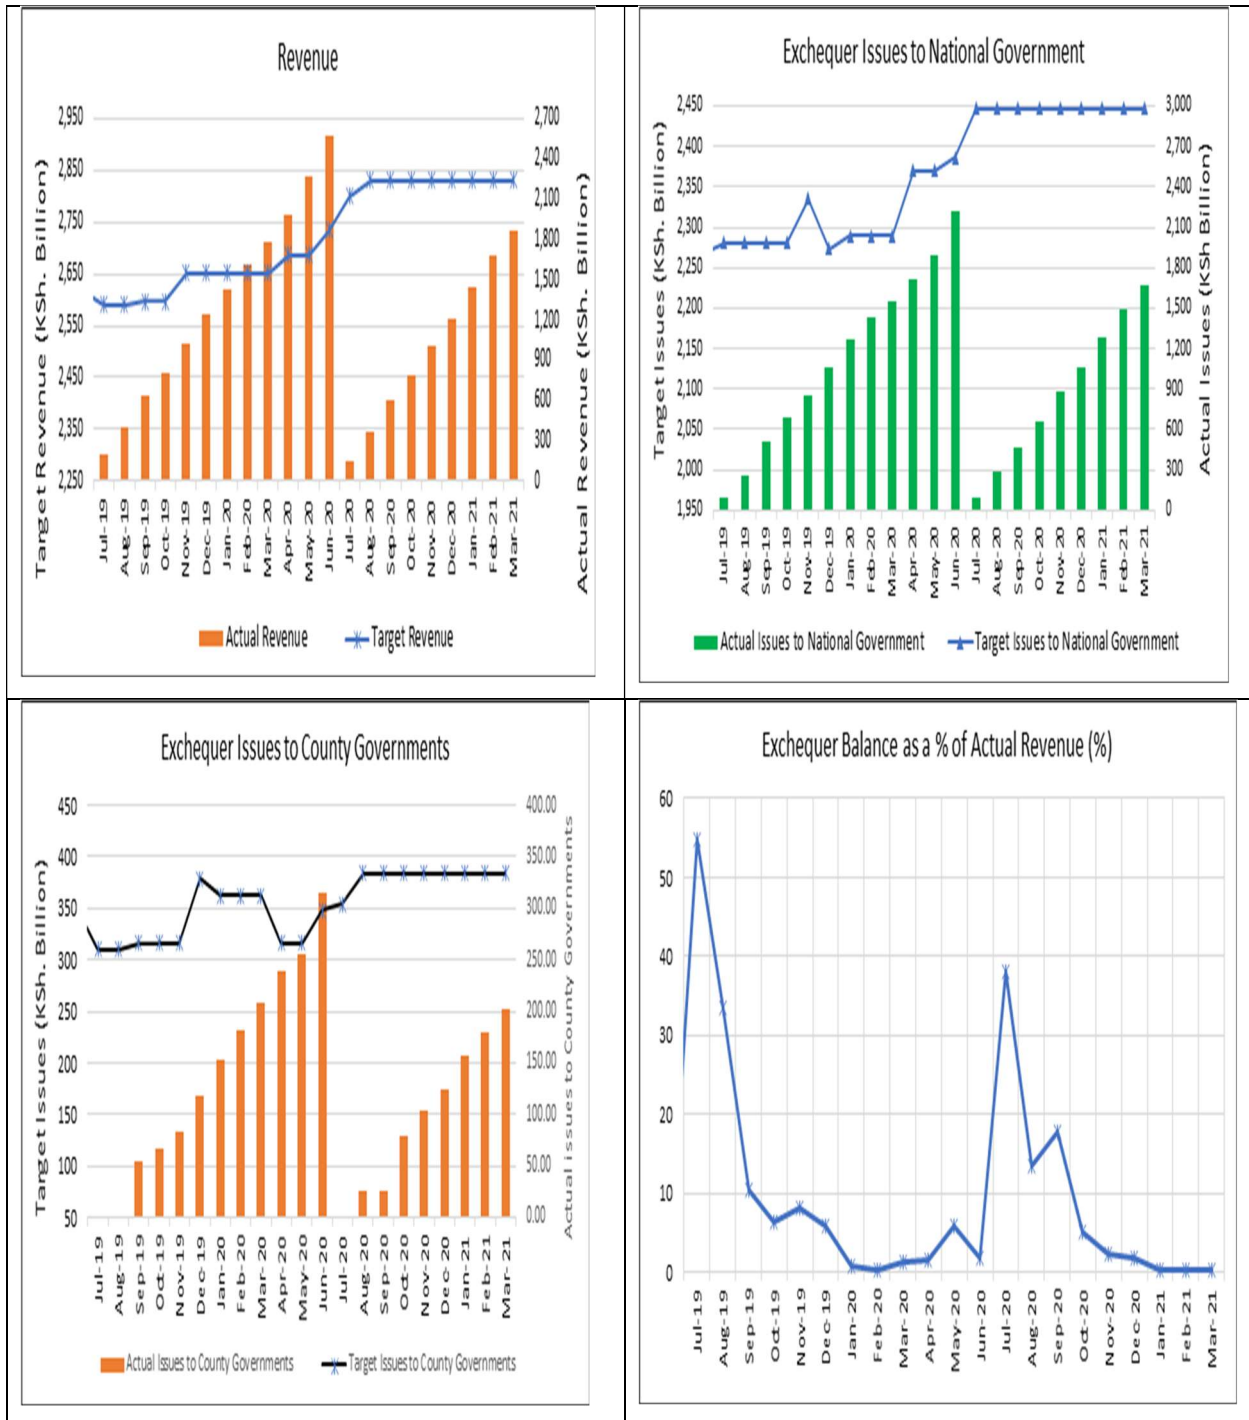 Revenue
Target Revenue (KSh. Billion)
2,950
2,850
2,750
2,650
2,550
2,450
2,350
2,250
2,700
2,400
2,100
1,800
1,500
1,200
900
600
300
0
Actual Revenue (KSh. Billion)
Jul-19
Aug-19
Sep-19
Oct-19
Nov-19
Dec-19
Jan-20
Feb-20
Mar-20
Apr-20
May-20
Jun-20
Jul-20
Aug-20
Sep-20
Oct-20
Nov-20
Dec-20
Jan-21
Feb-21
Mar-21
Actual Revenue
Target Revenue
Exchequer Issues to National Government
Target Issues (KSh. Billion)
2,450
2,400
2,350
2,300
2,250
2,200
2,150
2,100
2,050
2,000
1,950
3,000
2,700
2,400
2,100
1,800
1,500
1,200
900
600
300
0
Actual Issues (KSh Billion)
Jul-19
Aug-19
Sep-19
Oct-19
Nov-19
Dec-19
Jan-20
Feb-20
Mar-20
Apr-20
May-20
Jun-20
Jul-20
Aug-20
Sep-20
Oct-20
Nov-20
Dec-20
Jan-21
Feb-21
Mar-21
Actual Issues to National Government
Target Issues to National Government
Exchequer Issues to County Governments
Target Issues (KSh. Billion)
450
400
350
300
250
200
150
100
50
400.00
350.00
300.00
250.00
200.00
150.00
100.00
50.00
0.00
Actual issues to County Governments
Jul-19
Aug-19
Sep-19
Oct-19
Nov-19
Dec-19
Jan-20
Feb-20
Mar-20
Apr-20
May-20
Jun-20
Jul-20
Aug-20
Sep-20
Oct-20
Nov-20
Dec-20
Jan-21
Feb-21
Mar-21
Actual Issues to County Governments
Target Issues to County Governments
Exchequer Balance as a % of Actual Revenue (%)
60
50
40
30
20
10
0
Jul-19
Aug-19
Sep-19
Oct-19
Nov-19
Dec-19
Jan-20
Feb-20
Mar-20
Apr-20
May-20
Jun-20
Jul-20
Aug-20
Sep-20
Oct-20
Nov-20
Dec-20
Jan-21
Feb-21
Mar-21